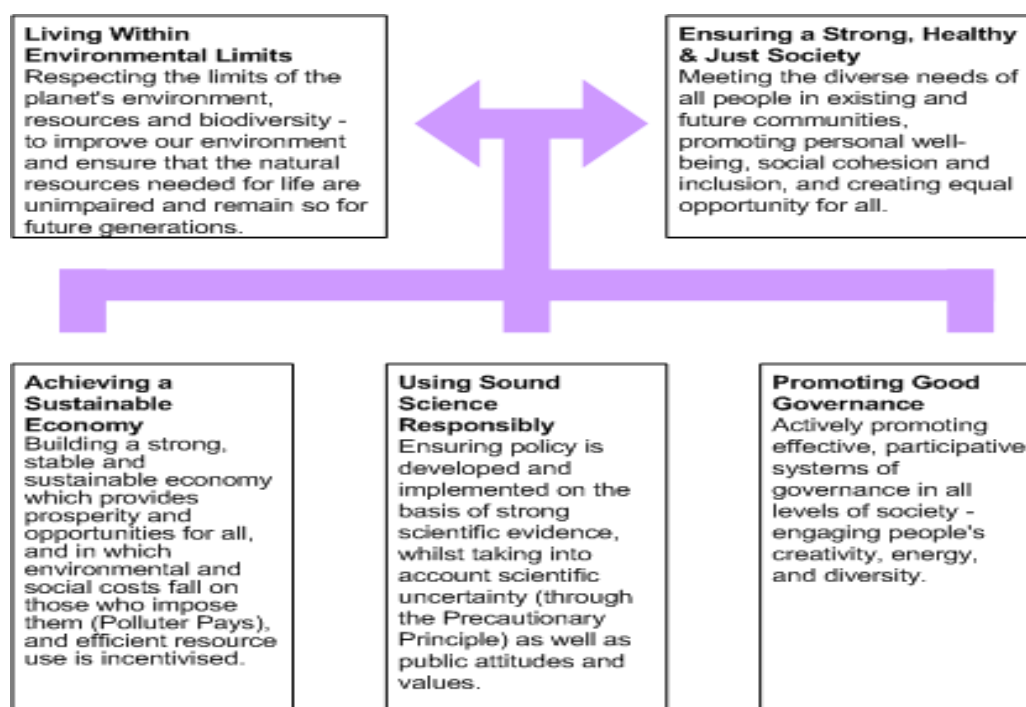 Living Within
Environmental Limits
Respecting the limits of the
planet's environment,
resources and biodiversity -
to improve our environment
and ensure that the natural
resources needed for life are
unimpaired and remain so for
future generations.
Ensuring a Strong, Healthy
& Just Society
Meeting the diverse needs of
all people in existing and
future communities,
promoting personal well-
being, social cohesion and
inclusion, and creating equal
opportunity for all.
Achieving a
Sustainable
Economy
Building a strong,
stable and
sustainable economy
which provides
prosperity and
opportunities for all,
and in which
environmental and
social costs fall on
those who impose
them (Polluter Pays),
and efficient resource
use is incentivised.
Using Sound
Science
Responsibly
Ensuring policy is
developed and
implemented on the
basis of strong
scientific evidence,
whilst taking into
account scientific
uncertainty (through
the Precautionary
Principle) as well as
public attitudes and
values.
Promoting Good
Governance
Actively promoting
effective, participative
systems of
governance in all
levels of society -
engaging people's
creativity, energy,
and diversity.